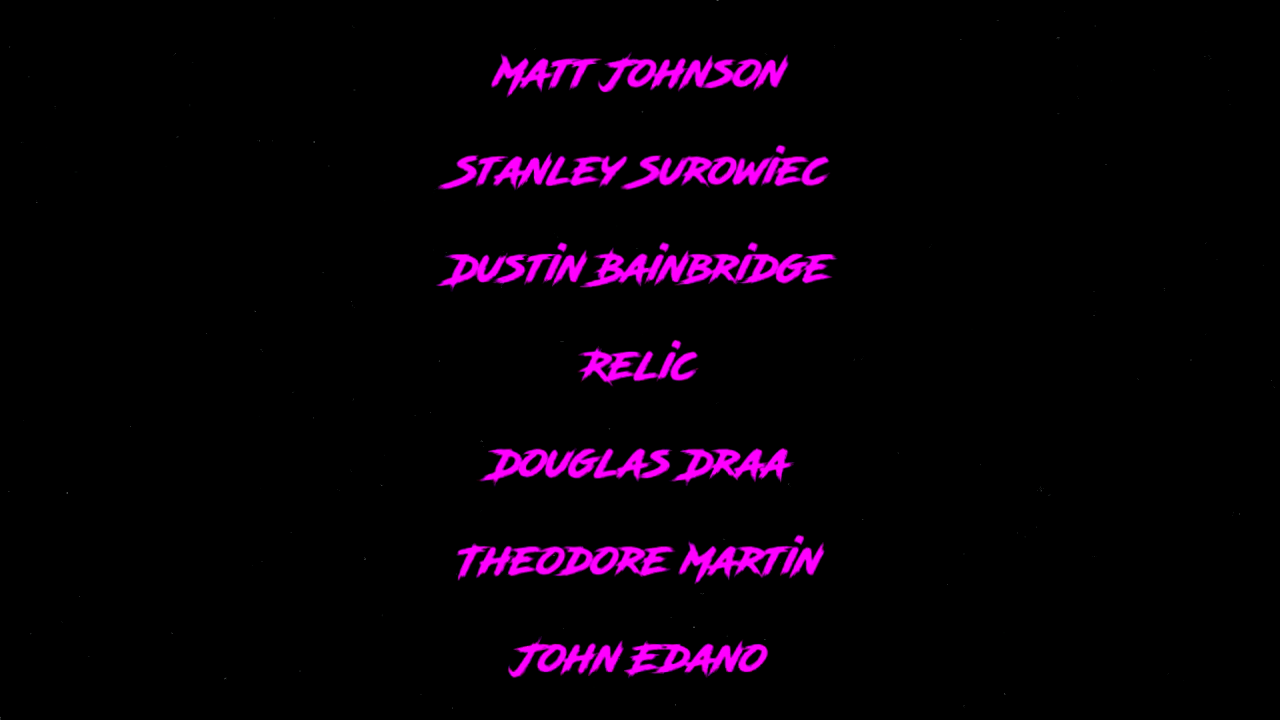 MATT JOHNSON
STANLEY SUROWIEC
DUSTIN BAINBRIDGE
RELIC
DOUGLAS DRAA
THEODORE MARTIN
JOHN EDANO